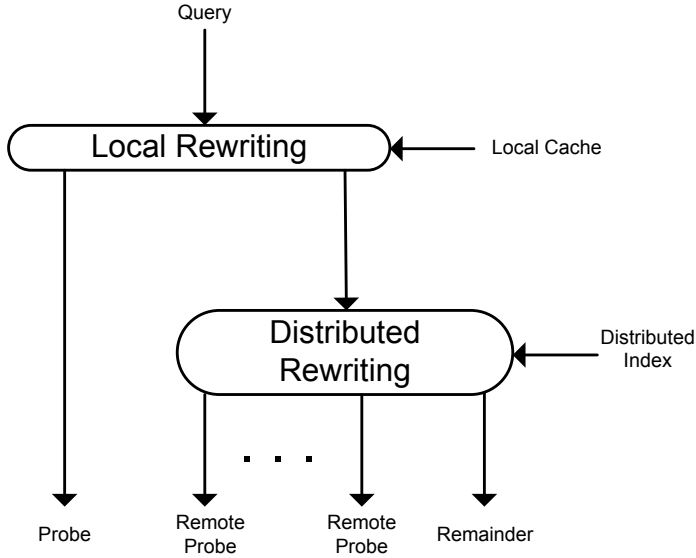 Query
Local Rewriting
Local Cache
Distributed
Rewriting
Distributed
Index
. . .
Probe
Remote
Probe
Remote
Probe
Remainder